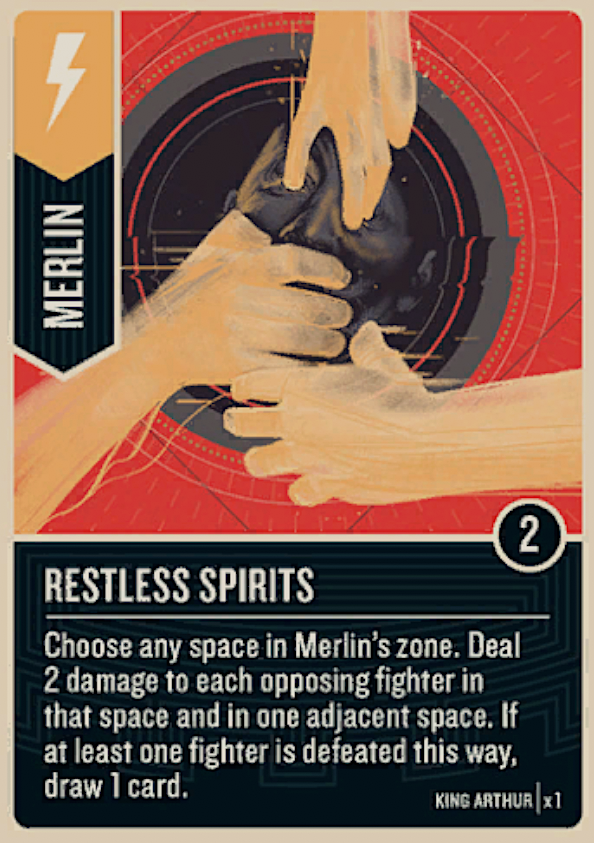 MERLIN
2
RESTLESS SPIRITS
Choose any space in Merlin's zone. Deal
2 damage to each opposing fighter in
that space and in one adjacent space. If
at least one fighter is defeated this way,
draw 1 card.
KING ARTHUR | x1